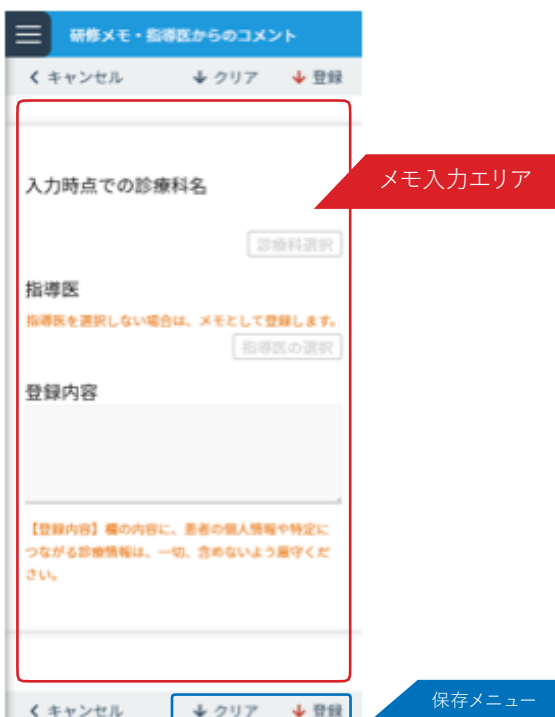 研修メモ・指導医からのコメント
キャンセル クリア 登録
メモ入力エリア
入力時点での診療科名
診療科選択
指導医
指導医を選択しない場合は、メモとして登録します。
指導医の選択
登録内容
【登録内容】欄の内容に、患者の個人情報や特定に
つながる診療情報は、一切、含めないよう厳守くだ
さい。
保存メニュー
キャンセル クリア 登録